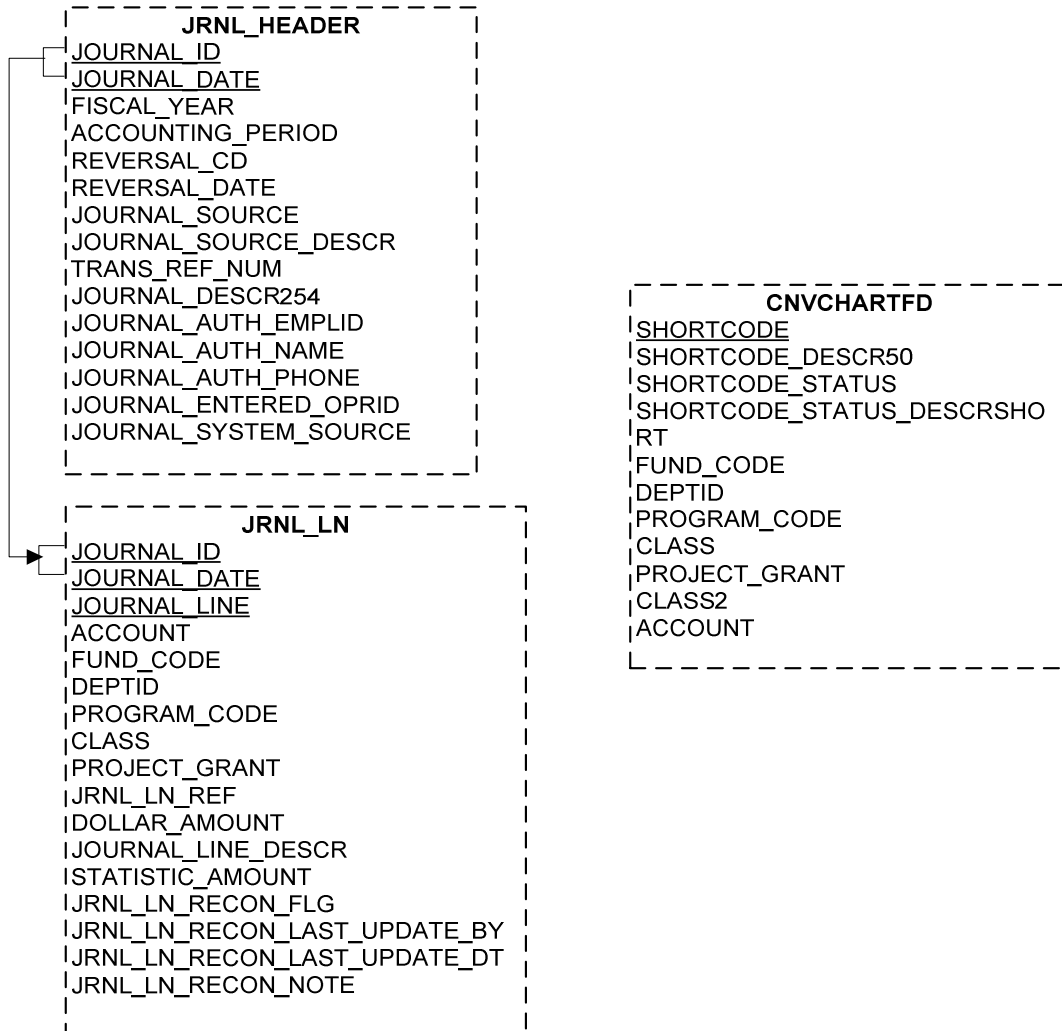 JRNL_HEADER
JOURNAL_ID
JOURNAL_DATE
FISCAL_YEAR
ACCOUNTING_PERIOD
REVERSAL_CD
REVERSAL_DATE
JOURNAL_SOURCE
JOURNAL_SOURCE_DESCR
TRANS_REF_NUM
JOURNAL_DESCR254
JOURNAL_AUTH_EMPLID
JOURNAL_AUTH_NAME
JOURNAL_AUTH_PHONE
JOURNAL_ENTERED_OPRID
JOURNAL_SYSTEM_SOURCE
JRNL_LN
JOURNAL_ID
JOURNAL_DATE
JOURNAL_LINE
ACCOUNT
FUND_CODE
DEPTID
PROGRAM_CODE
CLASS
PROJECT_GRANT
JRNL_LN_REF
DOLLAR_AMOUNT
JOURNAL_LINE_DESCR
STATISTIC_AMOUNT
JRNL_LN_RECON_FLG
JRNL_LN_RECON_LAST_UPDATE_BY
JRNL_LN_RECON_LAST_UPDATE_DT
JRNL_LN_RECON_NOTE
CNVCHARTFD
SHORTCODE
SHORTCODE_DESCR50
SHORTCODE_STATUS
SHORTCODE_STATUS_DESCRSHO
RT
FUND_CODE
DEPTID
PROGRAM_CODE
CLASS
PROJECT_GRANT
CLASS2
ACCOUNT